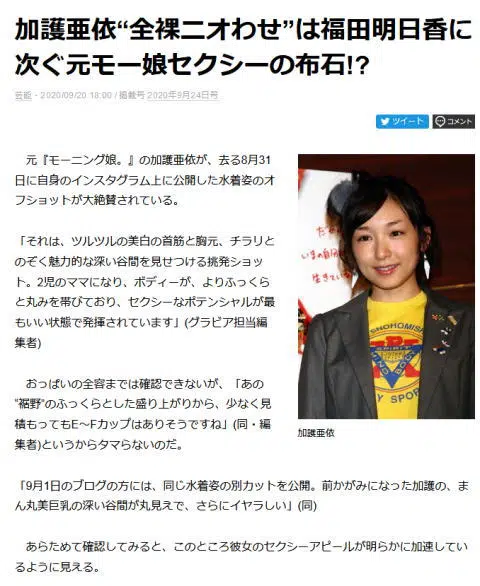 加護亜依“全裸ニオわせ”は福田明日香に
次ぐ元モー娘セクシーの布石!?
芸能 - 2020/09/20 18:00 / 掲載号 2020年9月24日号
ツイート
コメント
元『モーニング娘。』の加護亜依が、去る8月31
日に自身のインスタグラム上に公開した水着姿のオ
フショットが大絶賛されている。
「それは、ツルツルの美白の首筋と胸元、チラリと
のぞく魅力的な深い谷間を見せつける挑発ショッ
ト。2児のママになり、ボディーが、よりふっくら
と丸みを帯びており、セクシーなポテンシャルが最
もいい状態で発揮されています」(グラビア担当編
集者)
おっぱいの全容までは確認できないが、「あの
“裾野”のふっくらとした盛り上がりから、少なく見
積もってもE～Fカップはありそうですね」(同・編
集者)というからタマらないのだ。
「9月1日のブログの方には、同じ水着姿の別カットを公開。前かがみになった加護の、まん
丸美巨乳の深い谷間が丸見えで、さらにイヤラしい」(同)
あらためて確認してみると、このところ彼女のセクシーアピールが明らかに加速してい
るように見える。
いまの自分
生きてい
SNOHOMISH
SPIRIT
MIND
BODY
加護亜依